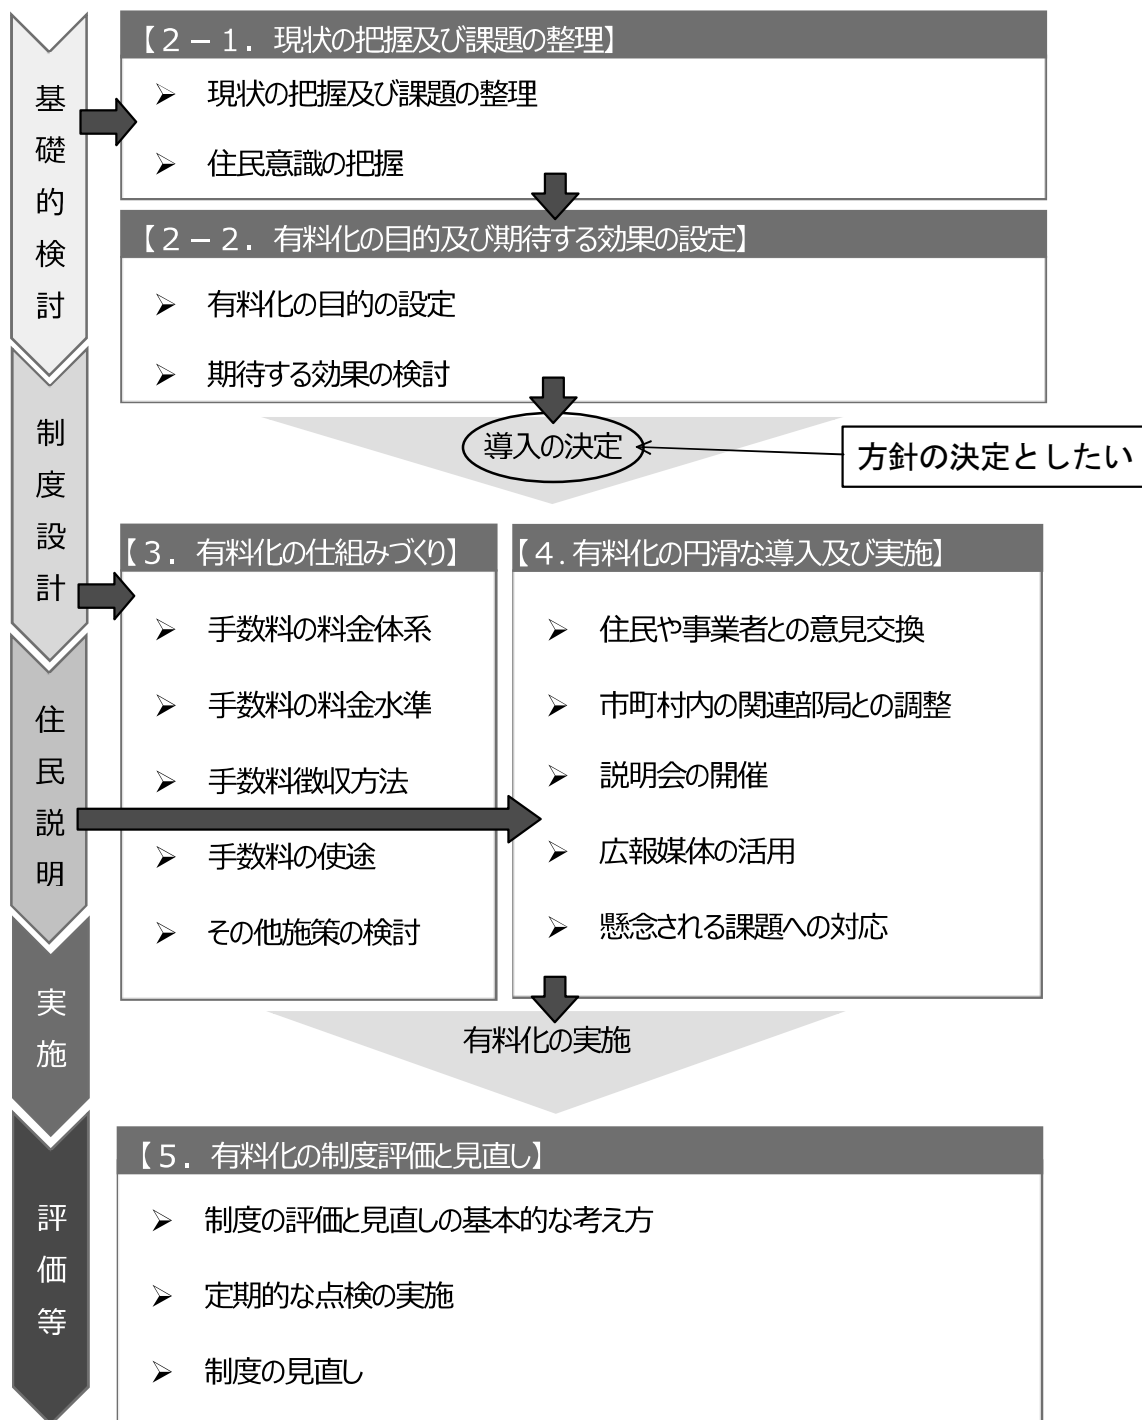 基礎的検討
【２－１．現状の把握及び課題の整理】
➢ 現状の把握及び課題の整理
➢ 住民意識の把握
【２－２．有料化の目的及び期待する効果の設定】
➢ 有料化の目的の設定
➢ 期待する効果の検討
導入の決定
方針の決定としたい
制度設計
【３．有料化の仕組みづくり】
➢ 手数料の料金体系
➢ 手数料の料金水準
➢ 手数料徴収方法
➢ 手数料の使途
➢ その他施策の検討
住民説明
【４．有料化の円滑な導入及び実施】
➢ 住民や事業者との意見交換
➢ 市町村内の関連部局との調整
➢ 説明会の開催
➢ 広報媒体の活用
➢ 懸念される課題への対応
実施
有料化の実施
評価等
【５．有料化の制度評価と見直し】
➢ 制度の評価と見直しの基本的な考え方
➢ 定期的な点検の実施
➢ 制度の見直し